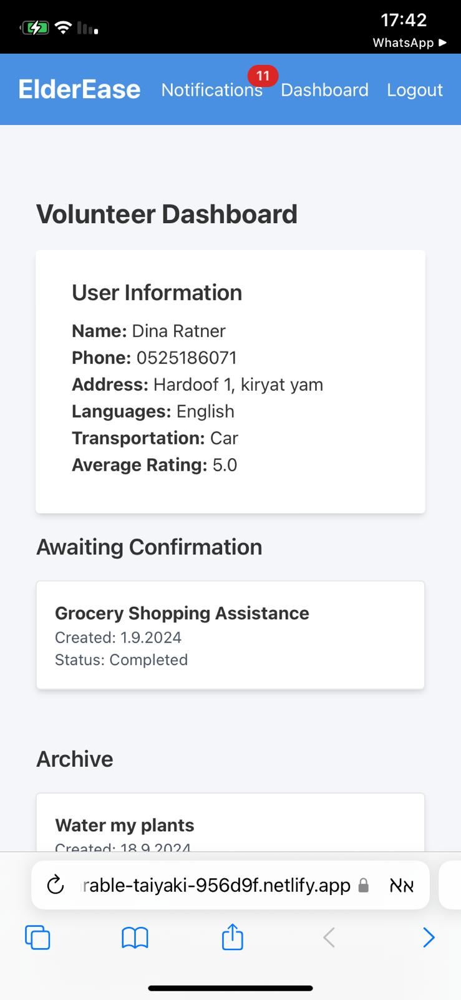 17:42
WhatsApp ▶
ElderEase Notifications 11 Dashboard Logout
Volunteer Dashboard
User Information
Name: Dina Ratner
Phone: 0525186071
Address: Hardoof 1, kiryat yam
Languages: English
Transportation: Car
Average Rating: 5.0
Awaiting Confirmation
Grocery Shopping Assistance
Created: 1.9.2024
Status: Completed
Archive
Water my plants
Created: 18.9.2024
rable-taiyaki-956d9f.netlify.app אא